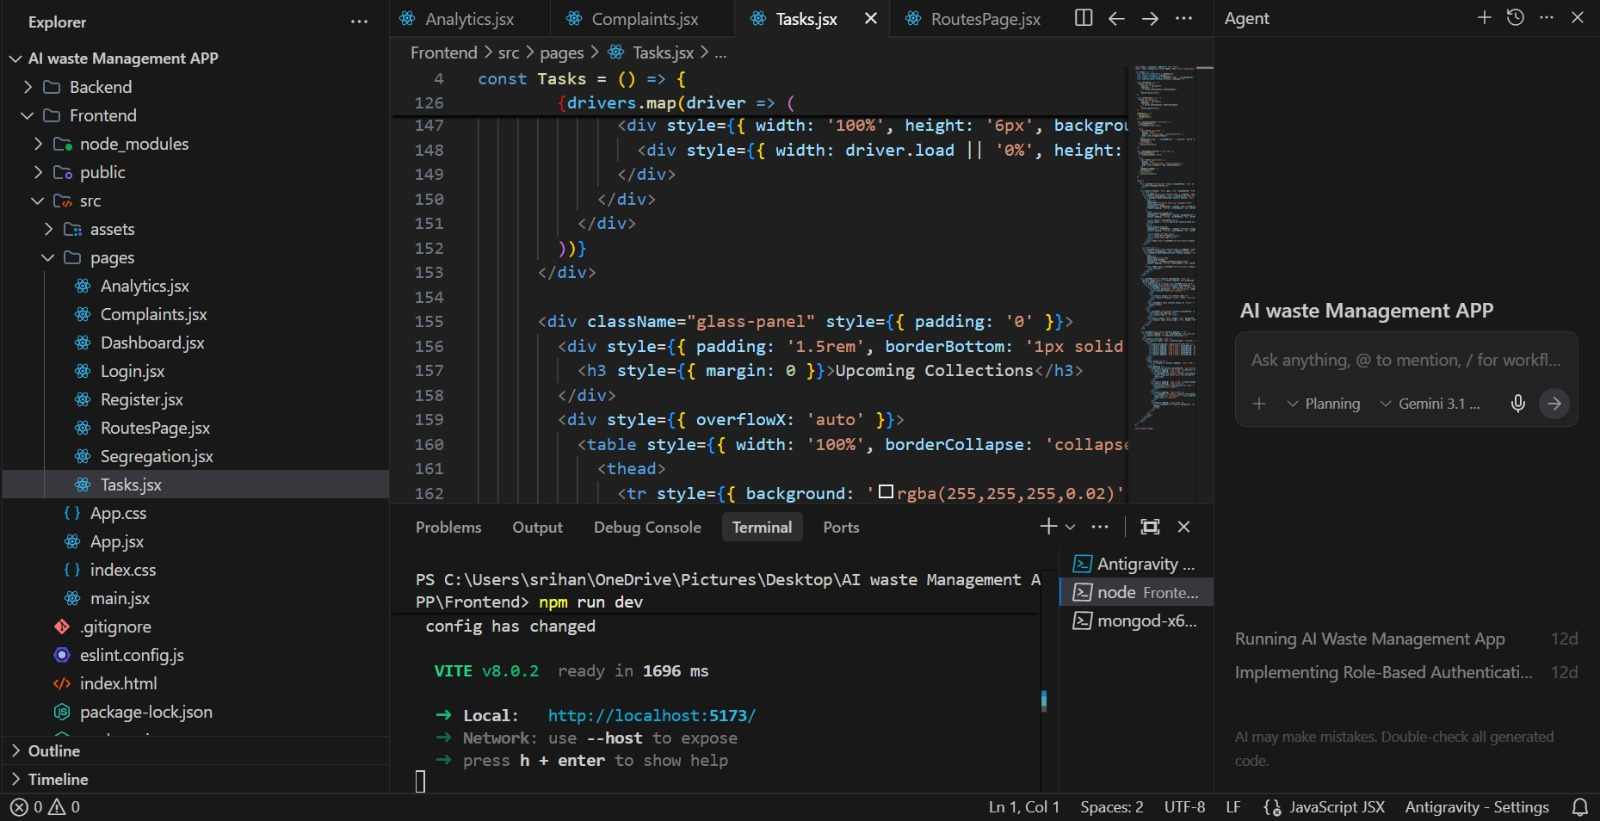 Explorer
AI waste Management APP
Backend
Frontend
node_modules
public
src
assets
pages
Analytics.jsx
Complaints.jsx
Dashboard.jsx
Login.jsx
Register.jsx
RoutesPage.jsx
Segregation.jsx
Tasks.jsx
App.css
App.jsx
index.css
main.jsx
.gitignore
eslint.config.js
index.html
package-lock.json
Outline
Timeline
Analytics.jsx
Complaints.jsx
Tasks.jsx
RoutesPage.jsx
Frontend > src > pages > Tasks.jsx > ...
4 const Tasks = () => {
126 {drivers.map(driver => (
147 <div style={{ width: '100%', height: '6px', backgrou
148 <div style={{ width: driver.load || '0%', height:
149 </div>
150 </div>
151 </div>
152 ))}
153 </div>
154
155 <div className="glass-panel" style={{ padding: '0' }}>
156 <div style={{ padding: '1.5rem', borderBottom: '1px solid
157 <h3 style={{ margin: 0 }}>Upcoming Collections</h3>
158 </div>
159 <div style={{ overflowX: 'auto' }}>
160 <table style={{ width: '100%', borderCollapse: 'collapse
161 <thead>
162 <tr style={{ background: 'rgba(255,255,255,0.02)'
Problems
Output
Debug Console
Terminal
Ports
PS C:\Users\srihan\OneDrive\Pictures\Desktop\AI waste Management A
PP\Frontend> npm run dev
config has changed
VITE v8.0.2 ready in 1696 ms
➜ Local: http://localhost:5173/
➜ Network: use --host to expose
➜ press h + enter to show help
Antigravity ...
node Fronte...
mongod-x6...
Agent
AI waste Management APP
Ask anything, @ to mention, / for workfl...
Planning
Gemini 3.1 ...
Running AI Waste Management App 12d
Implementing Role-Based Authenticati... 12d
AI may make mistakes. Double-check all generated
code.
0 0
Ln 1, Col 1
Spaces: 2
UTF-8
LF
JavaScript JSX
Antigravity - Settings